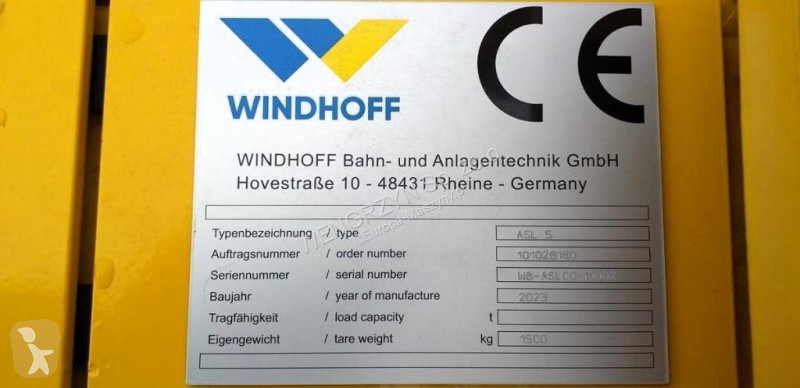 WINDHOFF
CE
WINDHOFF Bahn- und Anlagentechnik GmbH
Hovestraße 10 - 48431 Rheine - Germany
Typenbezeichnung / type ASL 5
Auftragsnummer / order number
Seriennummer / serial number
Baujahr / year of manufacture 2023
Tragfähigkeit / load capacity t
Eigengewicht / tare weight kg 1500